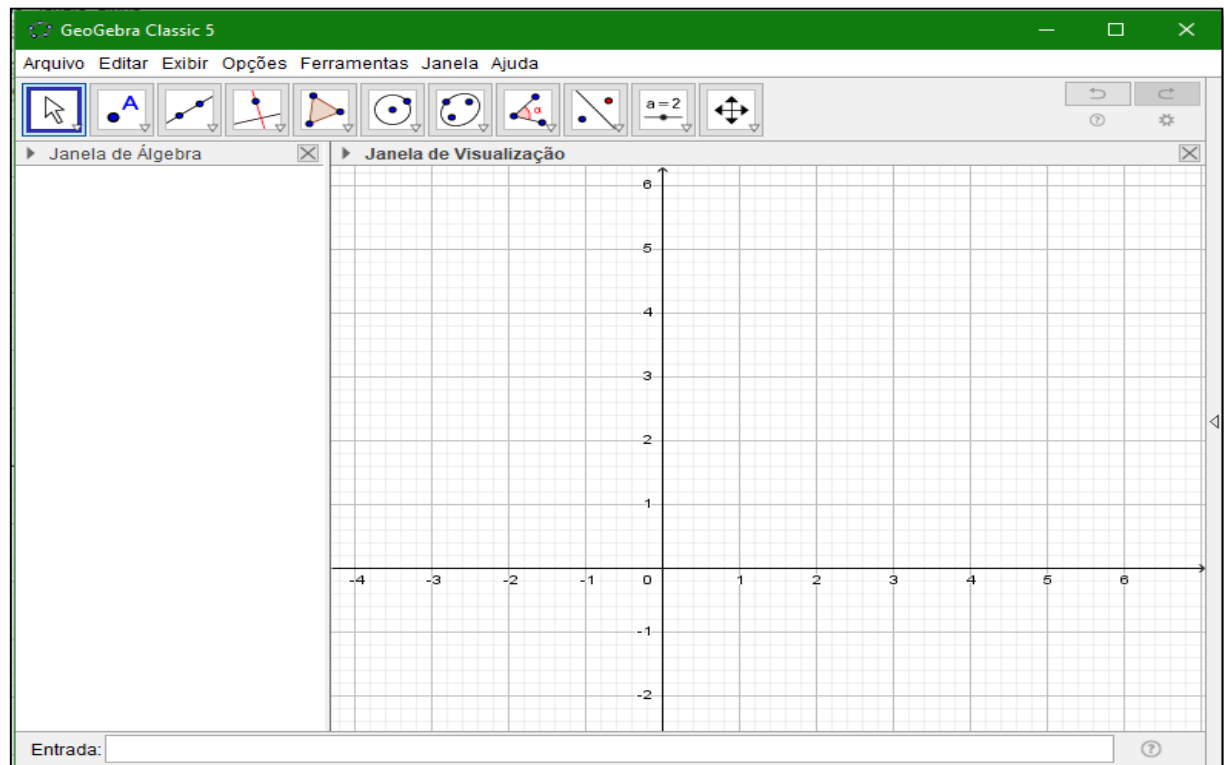 GeoGebra Classic 5
Arquivo Editar Exibir Opções Ferramentas Janela Ajuda
A
α
a=2
Janela de Álgebra
Janela de Visualização
6
5
4
3
2
1
-4 -3 -2 -1 0 1 2 3 4 5 6
-1
-2
Entrada: